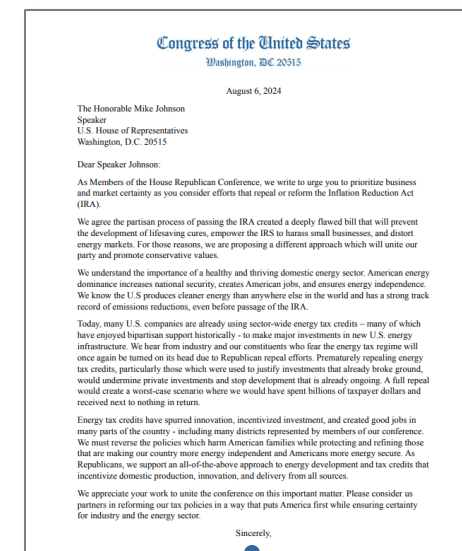 Congress of the United States
Washington, DC 20515
August 6, 2024
The Honorable Mike Johnson
Speaker
U.S. House of Representatives
Washington, D.C. 20515
Dear Speaker Johnson:
As Members of the House Republican Conference, we write to urge you to prioritize business
and market certainty as you consider efforts that repeal or reform the Inflation Reduction Act
(IRA).
We agree the partisan process of passing the IRA created a deeply flawed bill that will prevent
the development of lifesaving cures, empower the IRS to harass small businesses, and distort
energy markets. For those reasons, we are proposing a different approach which will unite our
party and promote conservative values.
We understand the importance of a healthy and thriving domestic energy sector. American energy
dominance increases national security, creates American jobs, and ensures energy independence.
We know the U.S produces cleaner energy than anywhere else in the world and has a strong track
record of emissions reductions, even before passage of the IRA.
Today, many U.S. companies are already using sector-wide energy tax credits – many of which
have enjoyed bipartisan support historically - to make major investments in new U.S. energy
infrastructure. We hear from industry and our constituents who fear the energy tax regime will
once again be turned on its head due to Republican repeal efforts. Prematurely repealing energy
tax credits, particularly those which were used to justify investments that already broke ground,
would undermine private investments and stop development that is already ongoing. A full repeal
would create a worst-case scenario where we would have spent billions of taxpayer dollars and
received next to nothing in return.
Energy tax credits have spurred innovation, incentivized investment, and created good jobs in
many parts of the country - including many districts represented by members of our conference.
We must reverse the policies which harm American families while protecting and refining those
that are making our country more energy independent and Americans more energy secure. As
Republicans, we support an all-of-the-above approach to energy development and tax credits that
incentivize domestic production, innovation, and delivery from all sources.
We appreciate your work to unite the conference on this important matter. Please consider us
partners in reforming our tax policies in a way that puts America first while ensuring certainty
for industry and the energy sector.
Sincerely,